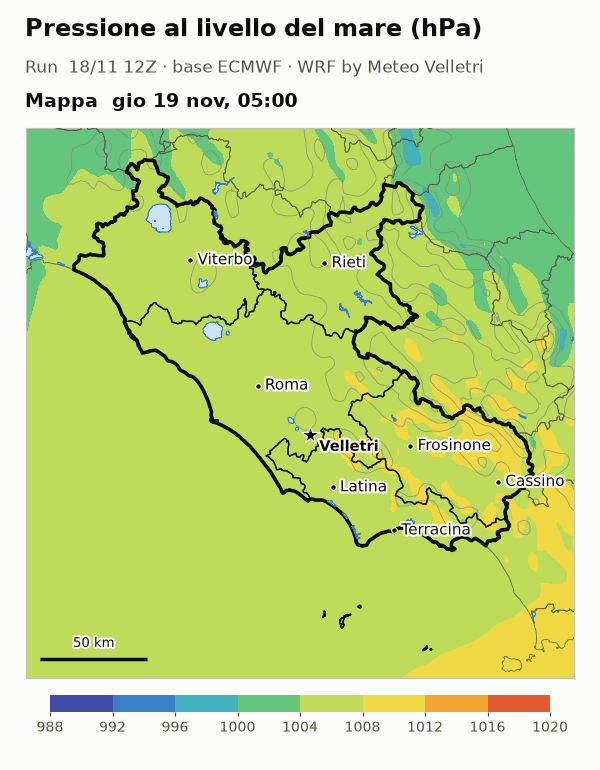 Pressione al livello del mare (hPa)
Run  18/11 12Z · base ECMWF · WRF by Meteo Velletri
Mappa  gio 19 nov, 05:00
Viterbo
Rieti
Roma
Velletri
Frosinone
Latina
Cassino
Terracina
50 km
988 992 996 1000 1004 1008 1012 1016 1020